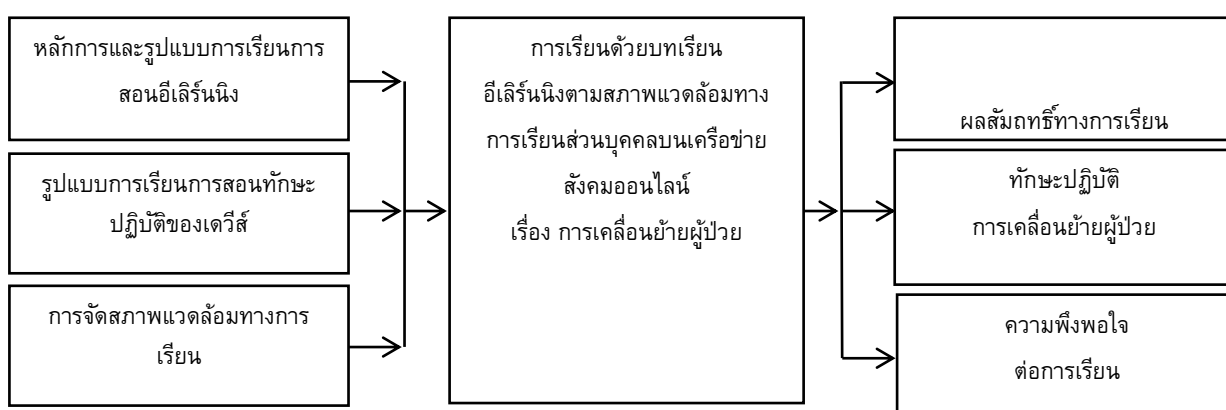 หลักการและรูปแบบการเรียนการ
สอนอีเลิร์นนิง
รูปแบบการเรียนการสอนทักษะ
ปฏิบัติของเดวีส์
การจัดสภาพแวดล้อมทางการ
เรียน
การเรียนด้วยบทเรียน
อีเลิร์นนิงตามสภาพแวดล้อมทาง
การเรียนส่วนบุคคลบนเครือข่าย
สังคมออนไลน์
เรื่อง การเคลื่อนย้ายผู้ป่วย
ผลสัมฤทธิ์ทางการเรียน
ทักษะปฏิบัติ
การเคลื่อนย้ายผู้ป่วย
ความพึงพอใจ
ต่อการเรียน